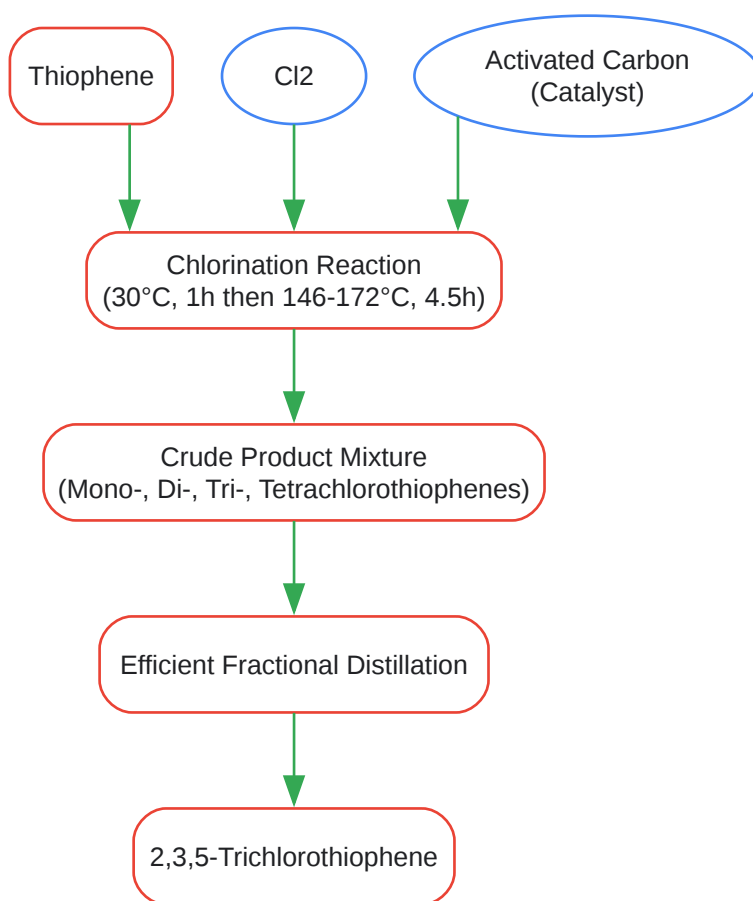 Thiophene
Cl2
Activated Carbon
(Catalyst)
Chlorination Reaction
(30°C, 1h then 146-172°C, 4.5h)
Crude Product Mixture
(Mono-, Di-, Tri-, Tetrachlorothiophenes)
Efficient Fractional Distillation
2,3,5-Trichlorothiophene